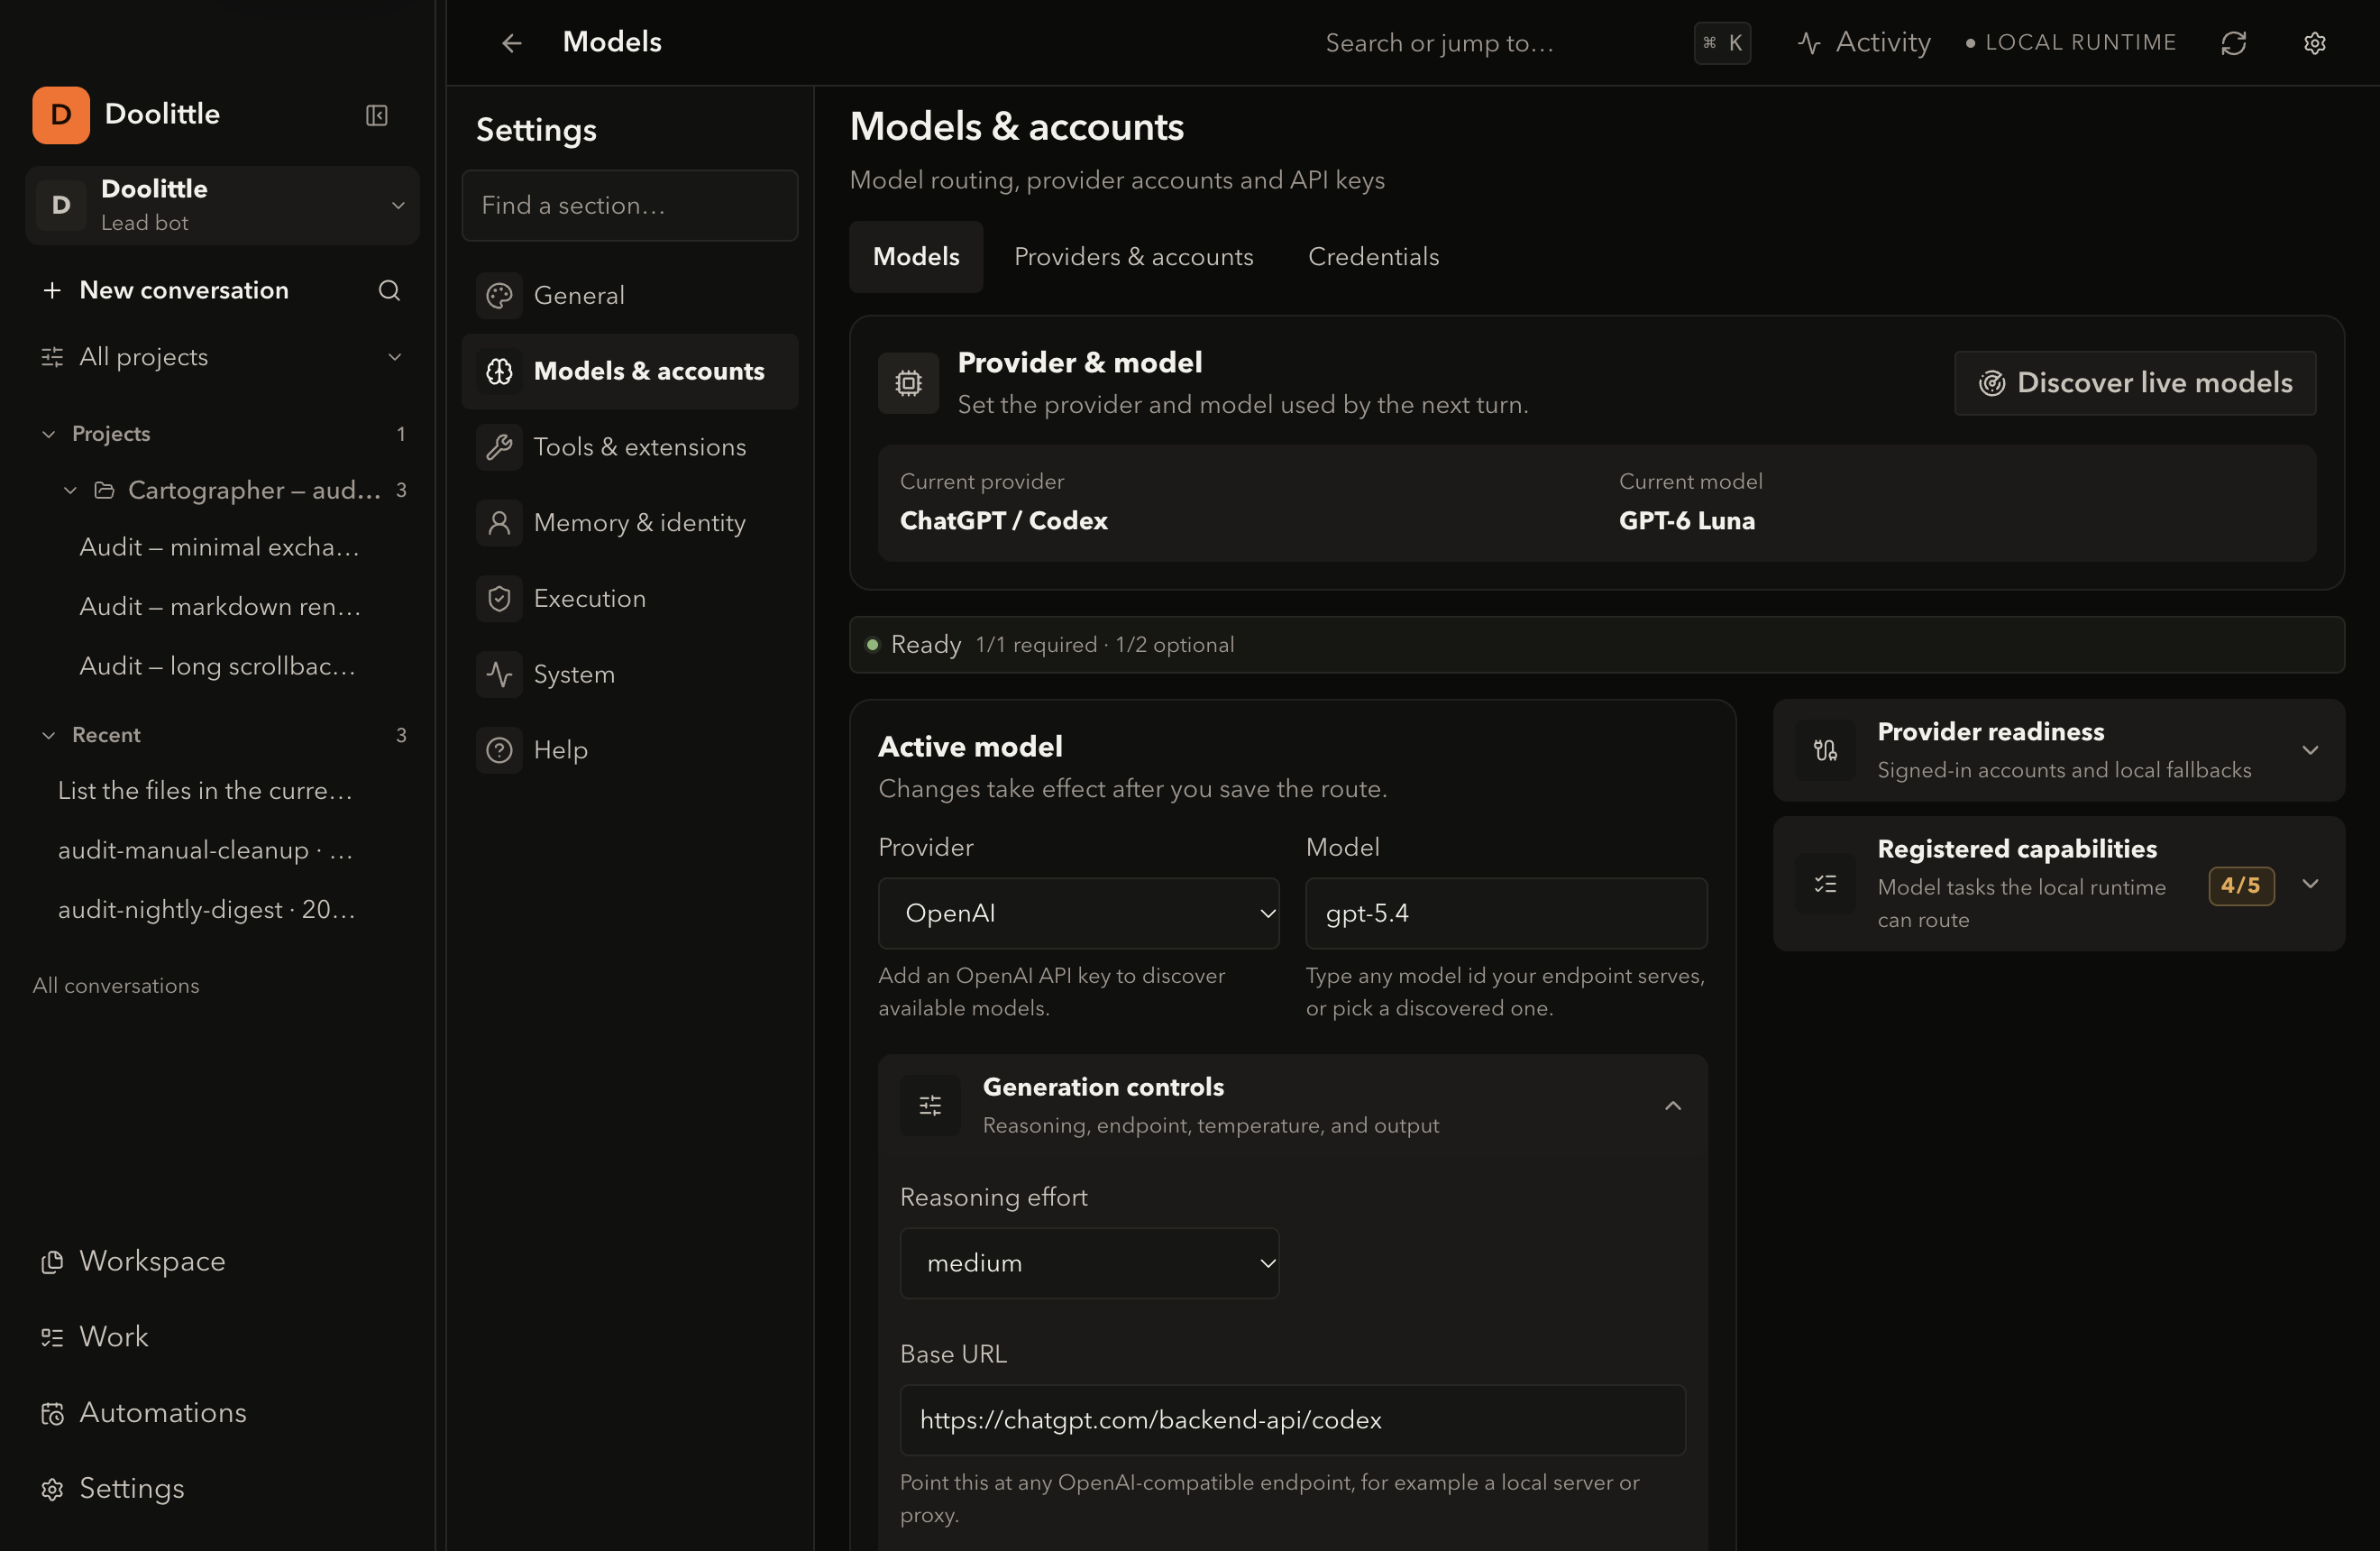 D
Doolittle
D
Doolittle
Lead bot
New conversation
All projects
Projects
1
Cartographer – aud…
3
Audit – minimal excha…
Audit – markdown ren…
Audit – long scrollbac…
Recent
3
List the files in the curre…
audit-manual-cleanup · …
audit-nightly-digest · 20…
All conversations
Workspace
Work
Automations
Settings
Models
Search or jump to…
⌘ K
Activity
LOCAL RUNTIME
Settings
Find a section…
General
Models & accounts
Tools & extensions
Memory & identity
Execution
System
Help
Models & accounts
Model routing, provider accounts and API keys
Models
Providers & accounts
Credentials
Provider & model
Set the provider and model used by the next turn.
Discover live models
Current provider
ChatGPT / Codex
Current model
GPT-6 Luna
Ready 1/1 required · 1/2 optional
Active model
Changes take effect after you save the route.
Provider
OpenAI
Add an OpenAI API key to discover
available models.
Model
gpt-5.4
Type any model id your endpoint serves,
or pick a discovered one.
Generation controls
Reasoning, endpoint, temperature, and output
Reasoning effort
medium
Base URL
https://chatgpt.com/backend-api/codex
Point this at any OpenAI-compatible endpoint, for example a local server or
proxy.
Provider readiness
Signed-in accounts and local fallbacks
Registered capabilities
Model tasks the local runtime
can route
4/5